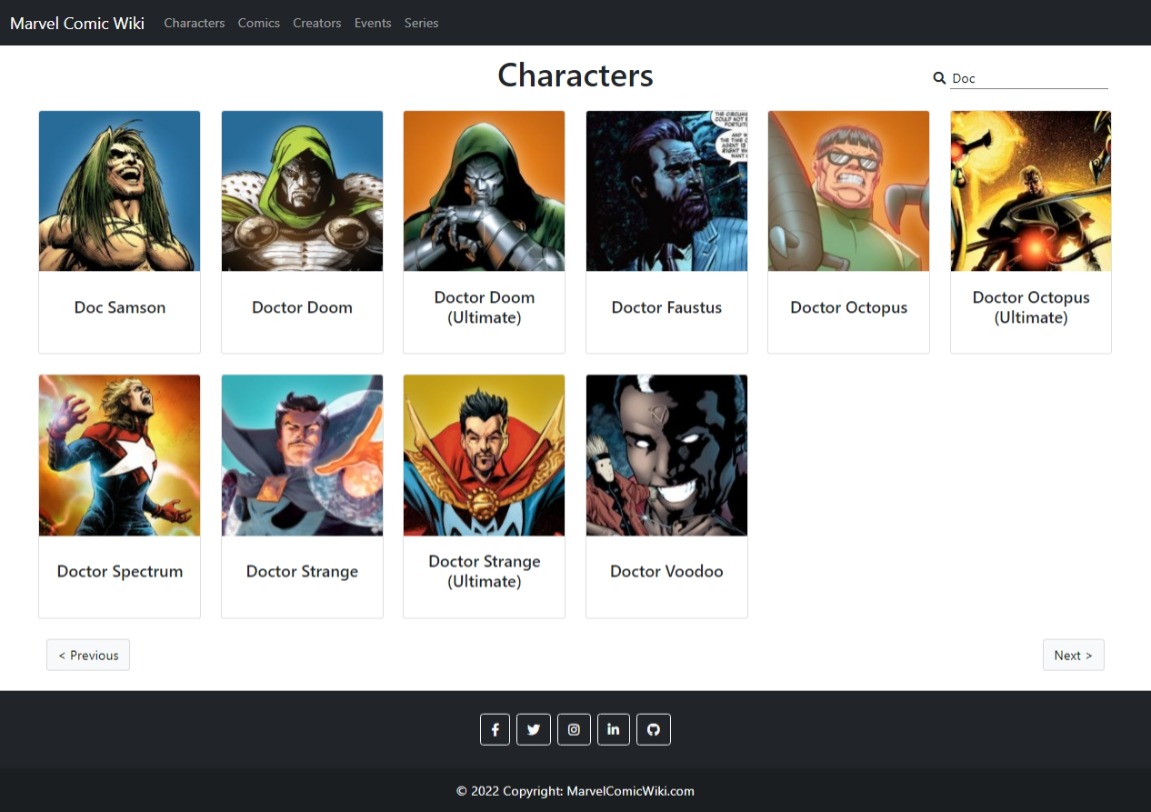 Marvel Comic Wiki Characters Comics Creators Events Series
Characters
Doc
Doc Samson
Doctor Doom
Doctor Doom
(Ultimate)
Doctor Faustus
Doctor Octopus
Doctor Octopus
(Ultimate)
Doctor Spectrum
Doctor Strange
Doctor Strange
(Ultimate)
Doctor Voodoo
< Previous
Next >
© 2022 Copyright: MarvelComicWiki.com